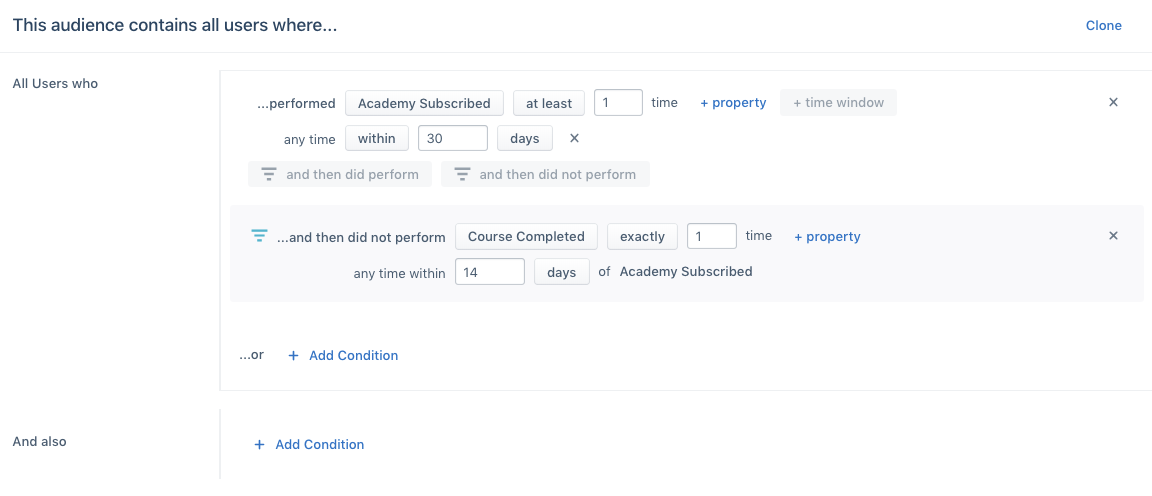 This audience contains all users where... Clone
All Users who
...performed Academy Subscribed at least 1 time + property + time window ×
any time within 30 days ×
and then did perform and then did not perform
...and then did not perform Course Completed exactly 1 time + property ×
any time within 14 days of Academy Subscribed
...or + Add Condition
And also + Add Condition